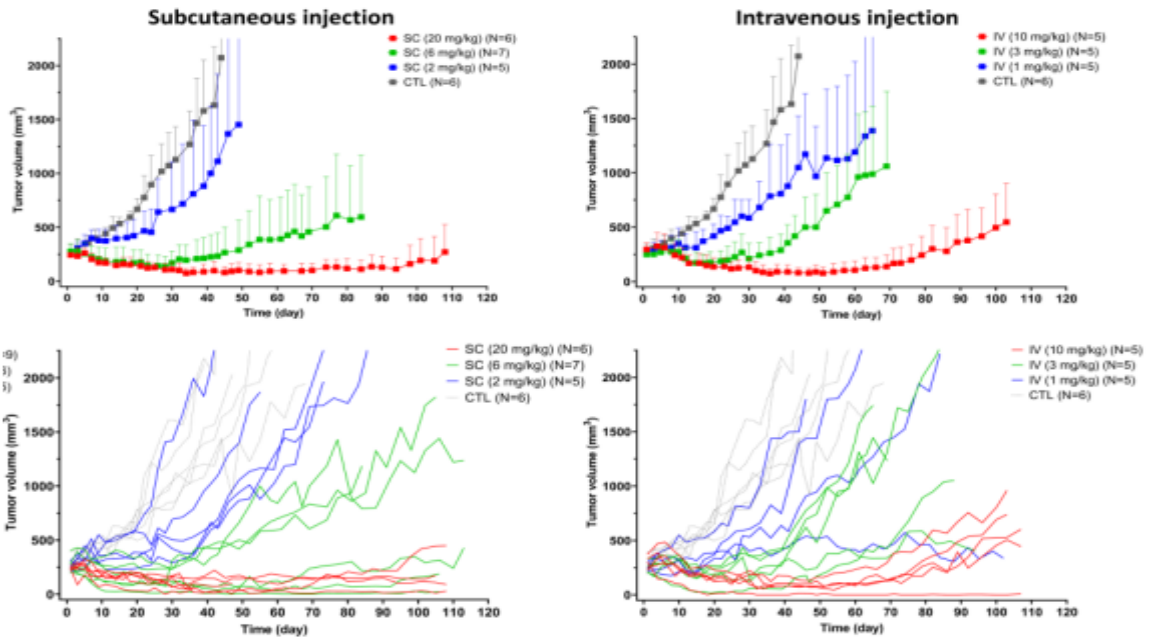 Subcutaneous injection
Tumor volume (mm³)
2000
1500
1000
500
0
SC (20 mg/kg) (N=6)
SC (6 mg/kg) (N=7)
SC (2 mg/kg) (N=5)
CTL (N=6)
0 10 20 30 40 50 60 70 80 90 100 110 120
Time (day)
Intravenous injection
Tumor volume (mm³)
2000
1500
1000
500
0
IV (10 mg/kg) (N=5)
IV (3 mg/kg) (N=5)
IV (1 mg/kg) (N=5)
CTL (N=6)
0 10 20 30 40 50 60 70 80 90 100 110 120
Time (day)
=9)
5)
Tumor volume (mm³)
2000
1500
1000
500
0
SC (20 mg/kg) (N=6)
SC (6 mg/kg) (N=7)
SC (2 mg/kg) (N=5)
CTL (N=6)
0 10 20 30 40 50 60 70 80 90 100 110 120
Time (day)
Tumor volume (mm³)
2000
1500
1000
500
0
IV (10 mg/kg) (N=5)
IV (3 mg/kg) (N=5)
IV (1 mg/kg) (N=5)
CTL (N=6)
0 10 20 30 40 50 60 70 80 90 100 110 120
Time (day)